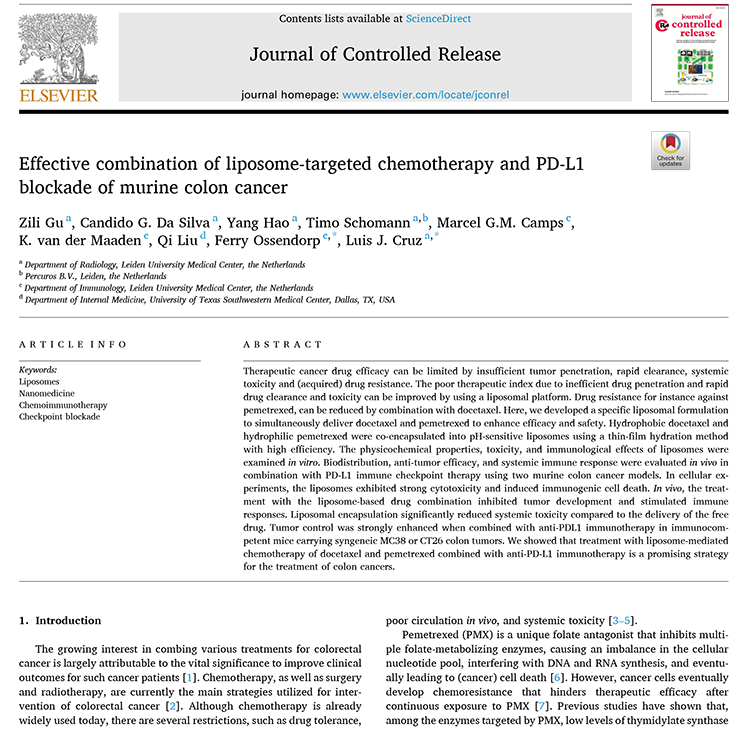 Contents lists available at ScienceDirect
Journal of Controlled Release
journal homepage: www.elsevier.com/locate/jconrel
ELSEVIER
journal of
controlled
release
Check for
updates
Effective combination of liposome-targeted chemotherapy and PD-L1
blockade of murine colon cancer
Zili Gu a, Candido G. Da Silva a, Yang Hao a, Timo Schomann a,b, Marcel G.M. Camps c,
K. van der Maaden c, Qi Liu d, Ferry Ossendorp c,*, Luis J. Cruz a,*
a Department of Radiology, Leiden University Medical Center, the Netherlands
b Percuros B.V., Leiden, the Netherlands
c Department of Immunology, Leiden University Medical Center, the Netherlands
d Department of Internal Medicine, University of Texas Southwestern Medical Center, Dallas, TX, USA
ARTICLE INFO
Keywords:
Liposomes
Nanomedicine
Chemoimmunotherapy
Checkpoint blockade
ABSTRACT
Therapeutic cancer drug efficacy can be limited by insufficient tumor penetration, rapid clearance, systemic
toxicity and (acquired) drug resistance. The poor therapeutic index due to inefficient drug penetration and rapid
drug clearance and toxicity can be improved by using a liposomal platform. Drug resistance for instance against
pemetrexed, can be reduced by combination with docetaxel. Here, we developed a specific liposomal formulation
to simultaneously deliver docetaxel and pemetrexed to enhance efficacy and safety. Hydrophobic docetaxel and
hydrophilic pemetrexed were co-encapsulated into pH-sensitive liposomes using a thin-film hydration method
with high efficiency. The physicochemical properties, toxicity, and immunological effects of liposomes were
examined in vitro. Biodistribution, anti-tumor efficacy, and systemic immune response were evaluated in vivo in
combination with PD-L1 immune checkpoint therapy using two murine colon cancer models. In cellular ex-
periments, the liposomes exhibited strong cytotoxicity and induced immunogenic cell death. In vivo, the treat-
ment with the liposome-based drug combination inhibited tumor development and stimulated immune
responses. Liposomal encapsulation significantly reduced systemic toxicity compared to the delivery of the free
drug. Tumor control was strongly enhanced when combined with anti-PDL1 immunotherapy in immunocom-
petent mice carrying syngeneic MC38 or CT26 colon tumors. We showed that treatment with liposome-mediated
chemotherapy of docetaxel and pemetrexed combined with anti-PD-L1 immunotherapy is a promising strategy
for the treatment of colon cancers.
1. Introduction
The growing interest in combing various treatments for colorectal
cancer is largely attributable to the vital significance to improve clinical
outcomes for such cancer patients [1]. Chemotherapy, as well as surgery
and radiotherapy, are currently the main strategies utilized for inter-
vention of colorectal cancer [2]. Although chemotherapy is already
widely used today, there are several restrictions, such as drug tolerance,
poor circulation in vivo, and systemic toxicity [3–5].
Pemetrexed (PMX) is a unique folate antagonist that inhibits multi-
ple folate-metabolizing enzymes, causing an imbalance in the cellular
nucleotide pool, interfering with DNA and RNA synthesis, and eventu-
ally leading to (cancer) cell death [6]. However, cancer cells eventually
develop chemoresistance that hinders therapeutic efficacy after
continuous exposure to PMX [7]. Previous studies have shown that,
among the enzymes targeted by PMX, low levels of thymidylate synthase